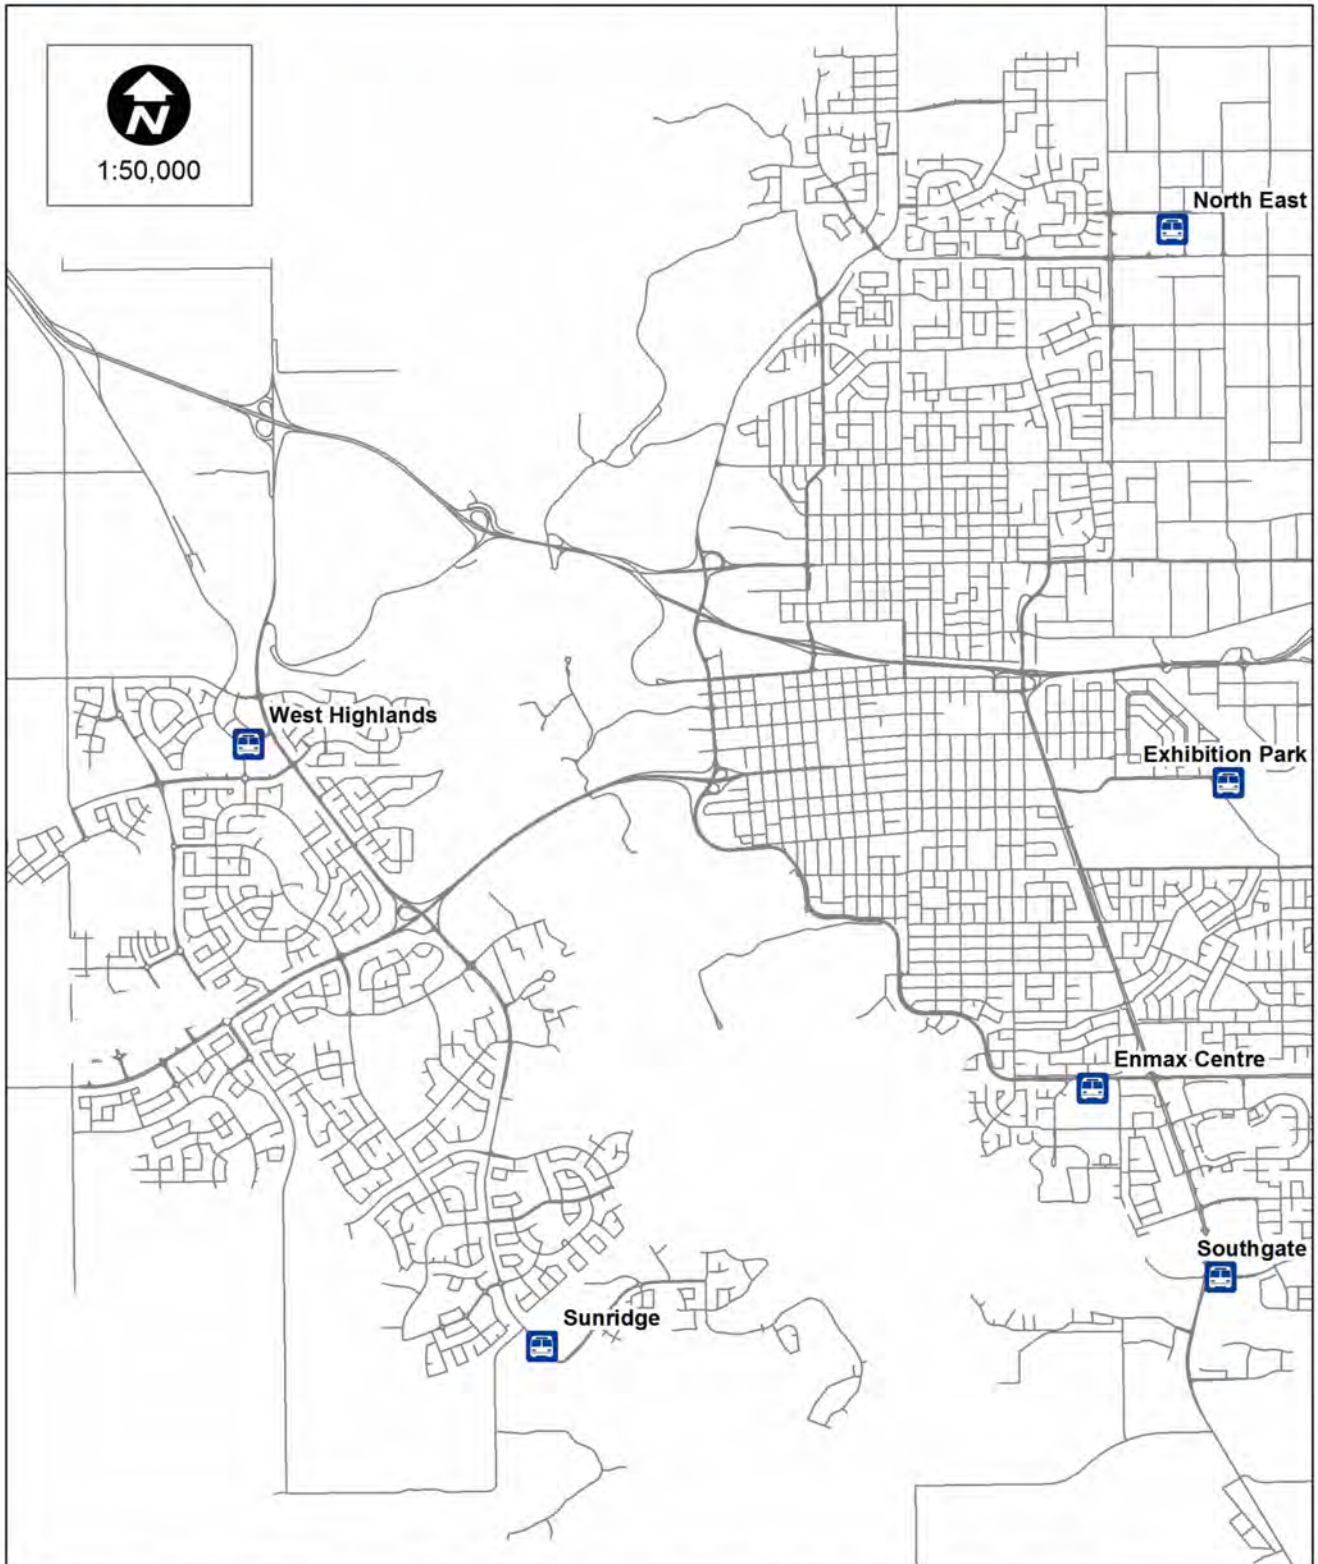 N
1:50,000
North East
West Highlands
Exhibition Park
Enmax Centre
Southgate
Sunridge